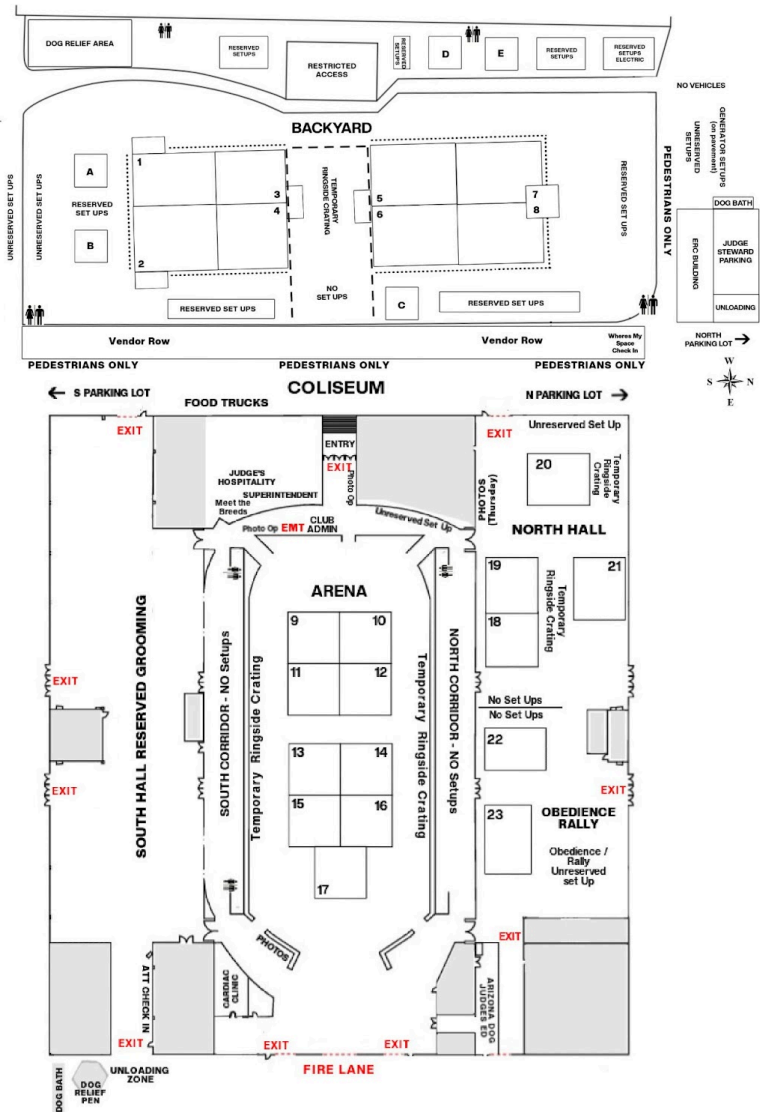 DOG RELIEF AREA
RESERVED
SETUPS
RESTRICTED
ACCESS
RESERVED
SETUPS
D
E
RESERVED
SETUPS
RESERVED
SETUPS
ELECTRIC
NO VEHICLES
GENERATOR SETUPS
(on pavement)
UNRESERVED
SETUPS
BACKYARD
UNRESERVED SET UPS
UNRESERVED SET UPS
A
RESERVED
SET UPS
B
1
2
3
4
TEMPORARY
RINGSIDE CRATING
NO
SET UPS
5
6
7
8
RESERVED SET UPS
PEDESTRIANS ONLY
DOG BATH
ERC BUILDING
JUDGE
STEWARD
PARKING
UNLOADING
NORTH
PARKING LOT
RESERVED SET UPS
C
RESERVED SET UPS
Vendor Row
Vendor Row
Wheres My
Space
Check In
PEDESTRIANS ONLY
PEDESTRIANS ONLY
PEDESTRIANS ONLY
W
S
N
E
COLISEUM
S PARKING LOT
FOOD TRUCKS
N PARKING LOT
EXIT
ENTRY
EXIT
EXIT
Unreserved Set Up
JUDGE'S
HOSPITALITY
SUPERINTENDENT
Meet the
Breeds
Photo Op
Photo Op
EMT
CLUB
ADMIN
Unreserved Set Up
PHOTOS
(Thursday)
20
Temporary
Ringside
Crating
NORTH HALL
ARENA
19
18
Temporary
Ringside Crating
21
9
10
11
12
13
14
15
16
17
SOUTH HALL RESERVED GROOMING
SOUTH CORRIDOR - NO Setups
Temporary Ringside Crating
Temporary Ringside Crating
NORTH CORRIDOR - NO Setups
EXIT
EXIT
No Set Ups
No Set Ups
22
EXIT
23
OBEDIENCE
RALLY
Obedience /
Rally
Unreserved
set Up
EXIT
PHOTOS
CARDIAC
CLINIC
ATT CHECK IN
ARIZONA DOG
JUDGES ED
EXIT
EXIT
EXIT
FIRE LANE
DOG BATH
DOG
RELIEF
PEN
UNLOADING
ZONE